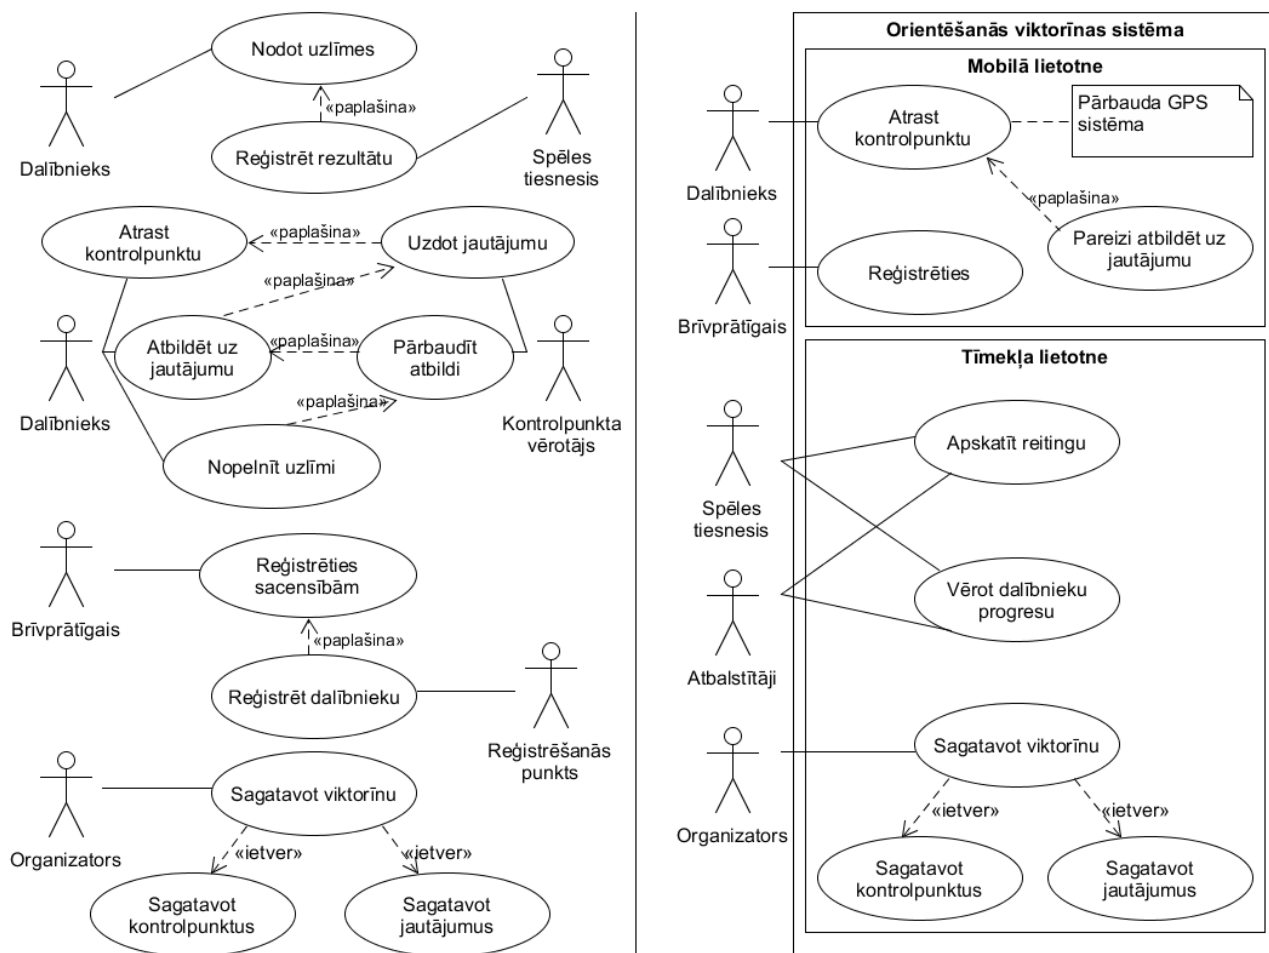 Nodot uzlīmes
«paplašina»
Reģistrēt rezultātu
Dalībnieks
Spēles
tiesnesis
Atrast
kontrolpunktu
«paplašina»
Uzdot jautājumu
«paplašina»
Atbildēt uz
jautājumu
«paplašina»
Pārbaudīt
atbildi
Dalībnieks
«paplašina»
Kontrolpunkta
vērotājs
Nopelnīt uzlīmi
Reģistrēties
sacensībām
Brīvprātīgais
«paplašina»
Reģistrēt dalībnieku
Reģistrēšanās
punkts
Sagatavot viktorīnu
Organizators
«ietver»
«ietver»
Sagatavot
kontrolpunktus
Sagatavot
jautājumus
Orientēšanās viktorīnas sistēma
Mobilā lietotne
Atrast
kontrolpunktu
Pārbauda GPS
sistēma
Dalībnieks
«paplašina»
Pareizi atbildēt uz
jautājumu
Reģistrēties
Brīvprātīgais
Tīmekļa lietotne
Apskatīt reitingu
Spēles
tiesnesis
Vērot dalībnieku
progresu
Atbalstītāji
Sagatavot viktorīnu
Organizators
«ietver»
«ietver»
Sagatavot
kontrolpunktus
Sagatavot
jautājumus